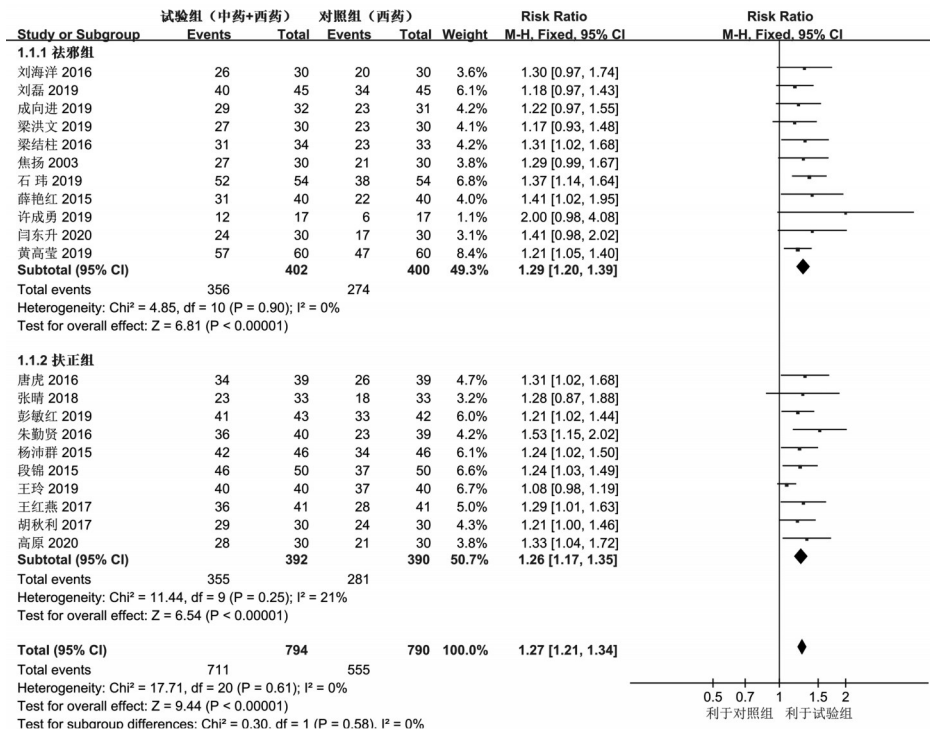 试验组（中药+西药） 对照组（西药） Risk Ratio Risk Ratio
Study or Subgroup Events Total Events Total Weight M-H, Fixed, 95% CI M-H, Fixed, 95% CI
1.1.1 祛邪组
刘海洋 2016 26 30 20 30 3.6% 1.30 [0.97, 1.74]
刘磊 2019 40 45 34 45 6.1% 1.18 [0.97, 1.43]
成向进 2019 29 32 23 31 4.2% 1.22 [0.97, 1.55]
梁洪文 2019 27 30 23 30 4.1% 1.17 [0.93, 1.48]
梁结柱 2016 31 34 23 33 4.2% 1.31 [1.02, 1.68]
焦扬 2003 27 30 21 30 3.8% 1.29 [0.99, 1.67]
石 玮 2019 52 54 38 54 6.8% 1.37 [1.14, 1.64]
薛艳红 2015 31 40 22 40 3.9% 1.41 [1.02, 1.95]
许成勇 2019 12 17 6 17 1.1% 2.00 [0.98, 4.08]
闫东升 2020 24 30 17 30 3.1% 1.41 [0.98, 2.02]
黄高莹 2019 57 60 47 60 8.4% 1.21 [1.05, 1.40]
Subtotal (95% CI) 402 400 49.3% 1.29 [1.20, 1.39]
Total events 356 274
Heterogeneity: Chi² = 4.85, df = 10 (P = 0.90); I² = 0%
Test for overall effect: Z = 6.81 (P < 0.00001)
1.1.2 扶正组
唐虎 2016 34 39 26 39 4.7% 1.31 [1.02, 1.68]
张晴 2018 23 33 18 33 3.2% 1.28 [0.87, 1.88]
彭敏红 2019 41 43 33 42 6.0% 1.21 [1.02, 1.44]
朱勤贤 2016 36 40 23 39 4.2% 1.53 [1.15, 2.02]
杨沛群 2015 42 46 34 46 6.1% 1.24 [1.02, 1.50]
段锦 2015 46 50 37 50 6.6% 1.24 [1.03, 1.49]
王玲 2019 40 40 37 40 6.7% 1.08 [0.98, 1.19]
王红燕 2017 36 41 28 41 5.0% 1.29 [1.01, 1.63]
胡秋利 2017 29 30 24 30 4.3% 1.21 [1.00, 1.46]
高原 2020 28 30 21 30 3.8% 1.33 [1.04, 1.72]
Subtotal (95% CI) 392 390 50.7% 1.26 [1.17, 1.35]
Total events 355 281
Heterogeneity: Chi² = 11.44, df = 9 (P = 0.25); I² = 21%
Test for overall effect: Z = 6.54 (P < 0.00001)
Total (95% CI) 794 790 100.0% 1.27 [1.21, 1.34]
Total events 711 555
Heterogeneity: Chi² = 17.71, df = 20 (P = 0.61); I² = 0%
Test for overall effect: Z = 9.44 (P < 0.00001)
Test for subgroup differences: Chi² = 0.30, df = 1 (P = 0.58), I² = 0%
0.5 0.7 1 1.5 2
利于对照组 利于试验组